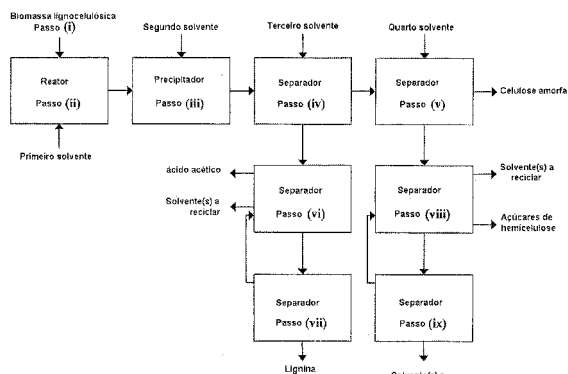 Biomassa lignocelulósica
Passo (i)
Segundo solvente
Terceiro solvente
Quarto solvente
Reator
Passo (ii)
Precipitador
Passo (iii)
Separador
Passo (iv)
Separador
Passo (v)
Celulose amorfa
Primeiro solvente
ácido acético
Solvente(s) a
reciclar
Separador
Passo (vi)
Separador
Passo (viii)
Solvente(s) a
reciclar
Açúcares de
hemicelulose
Separador
Passo (vii)
Separador
Passo (ix)
Lignina